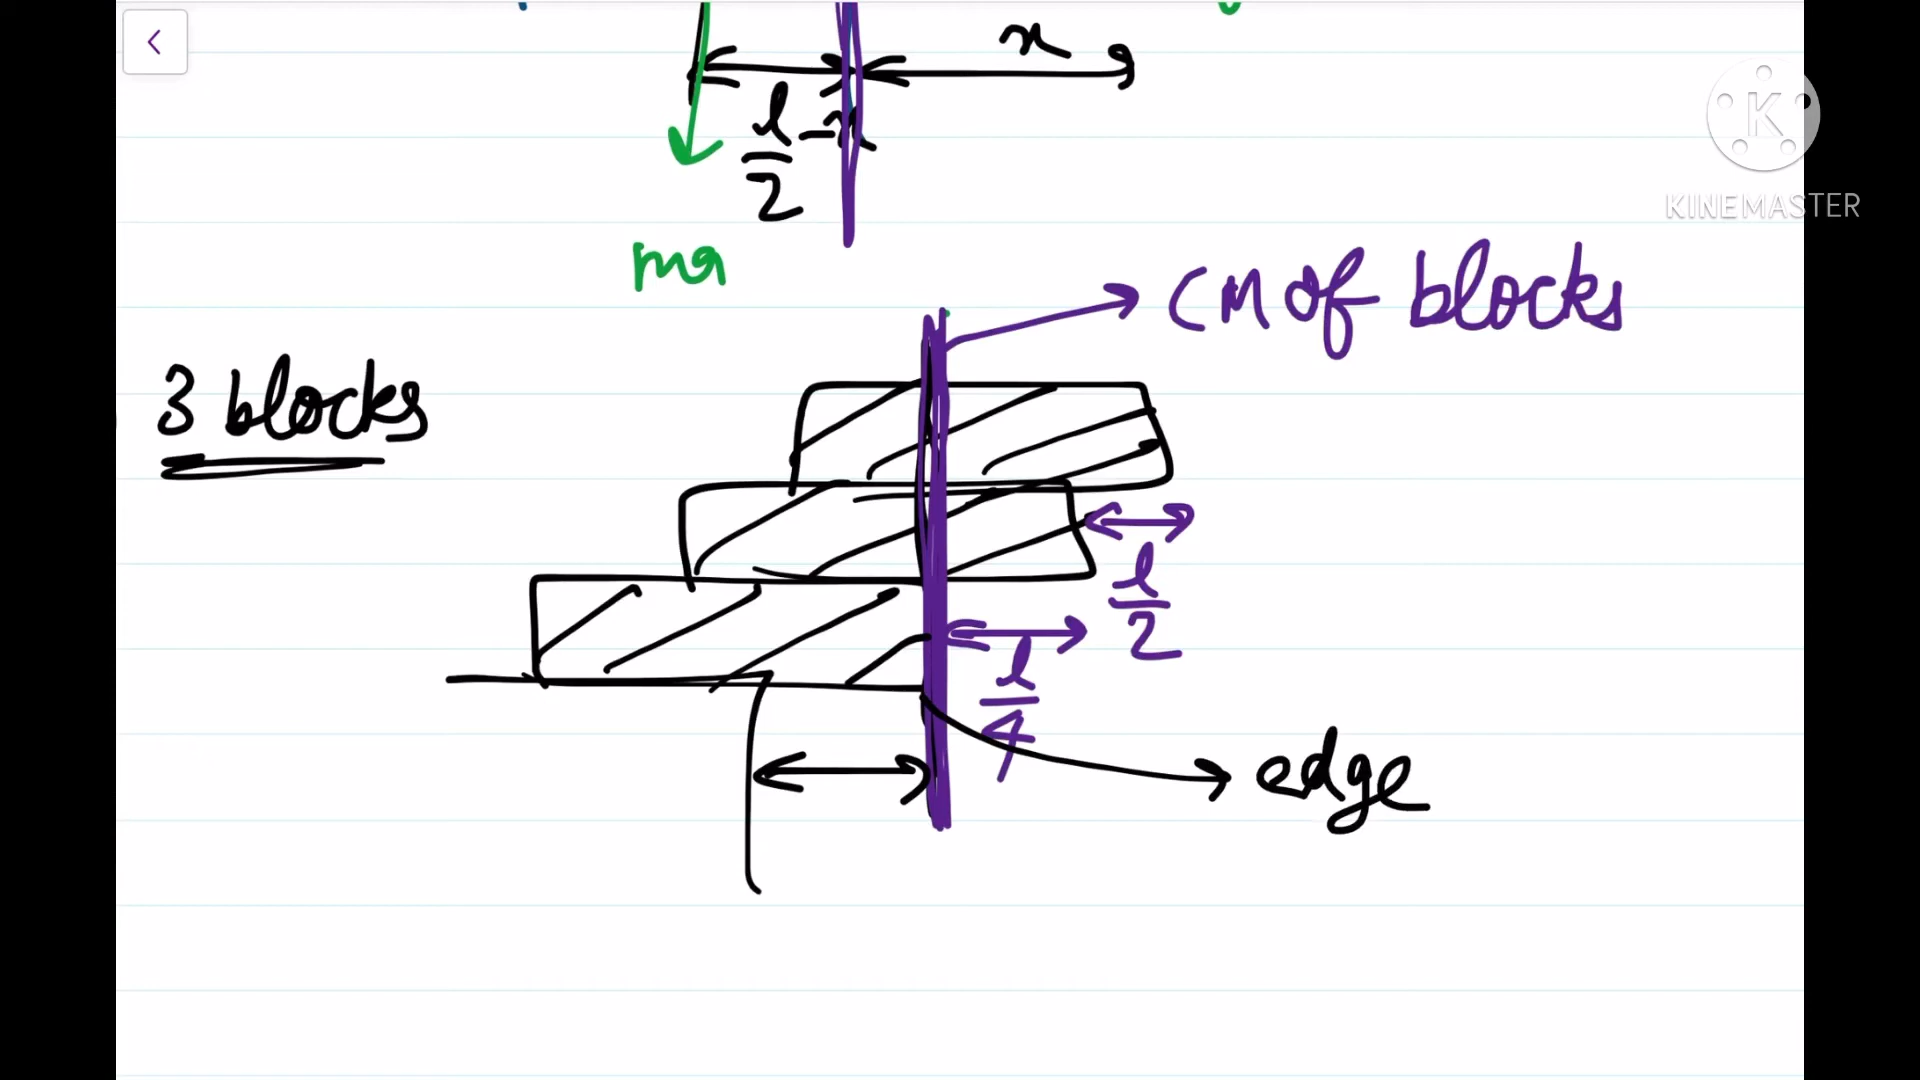 x
l/2 - x
K
KINEMASTER
mg
CM of blocks
3 blocks
l/2
l/4
edge